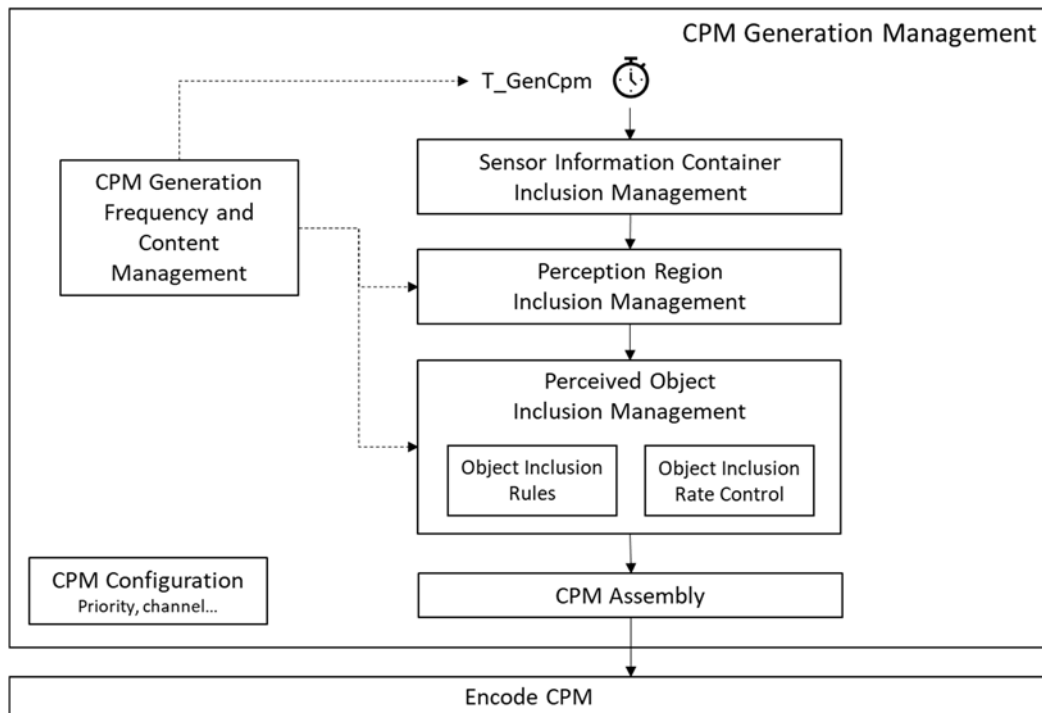 CPM Generation Management
T_GenCpm
CPM Generation
Frequency and
Content
Management
Sensor Information Container
Inclusion Management
Perception Region
Inclusion Management
Perceived Object
Inclusion Management
Object Inclusion
Rules
Object Inclusion
Rate Control
CPM Configuration
Priority, channel...
CPM Assembly
Encode CPM